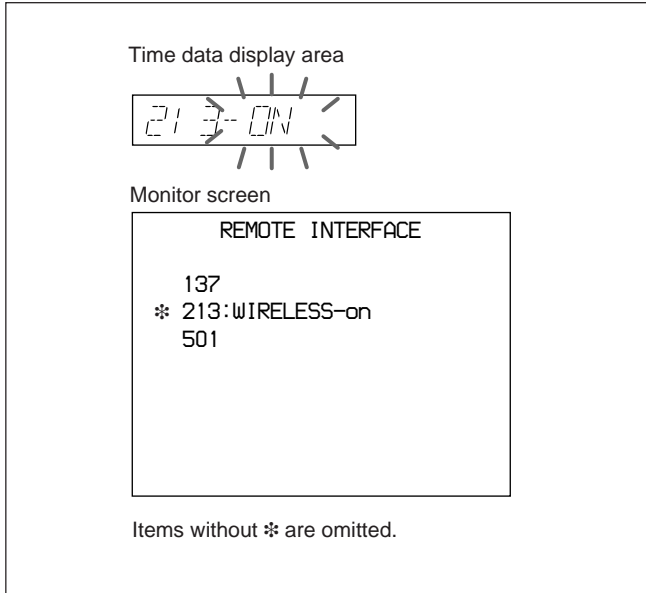 Time data display area
213-ON
Monitor screen
REMOTE INTERFACE
137
✽ 213:WIRELESS-on
501
Items without ✽ are omitted.